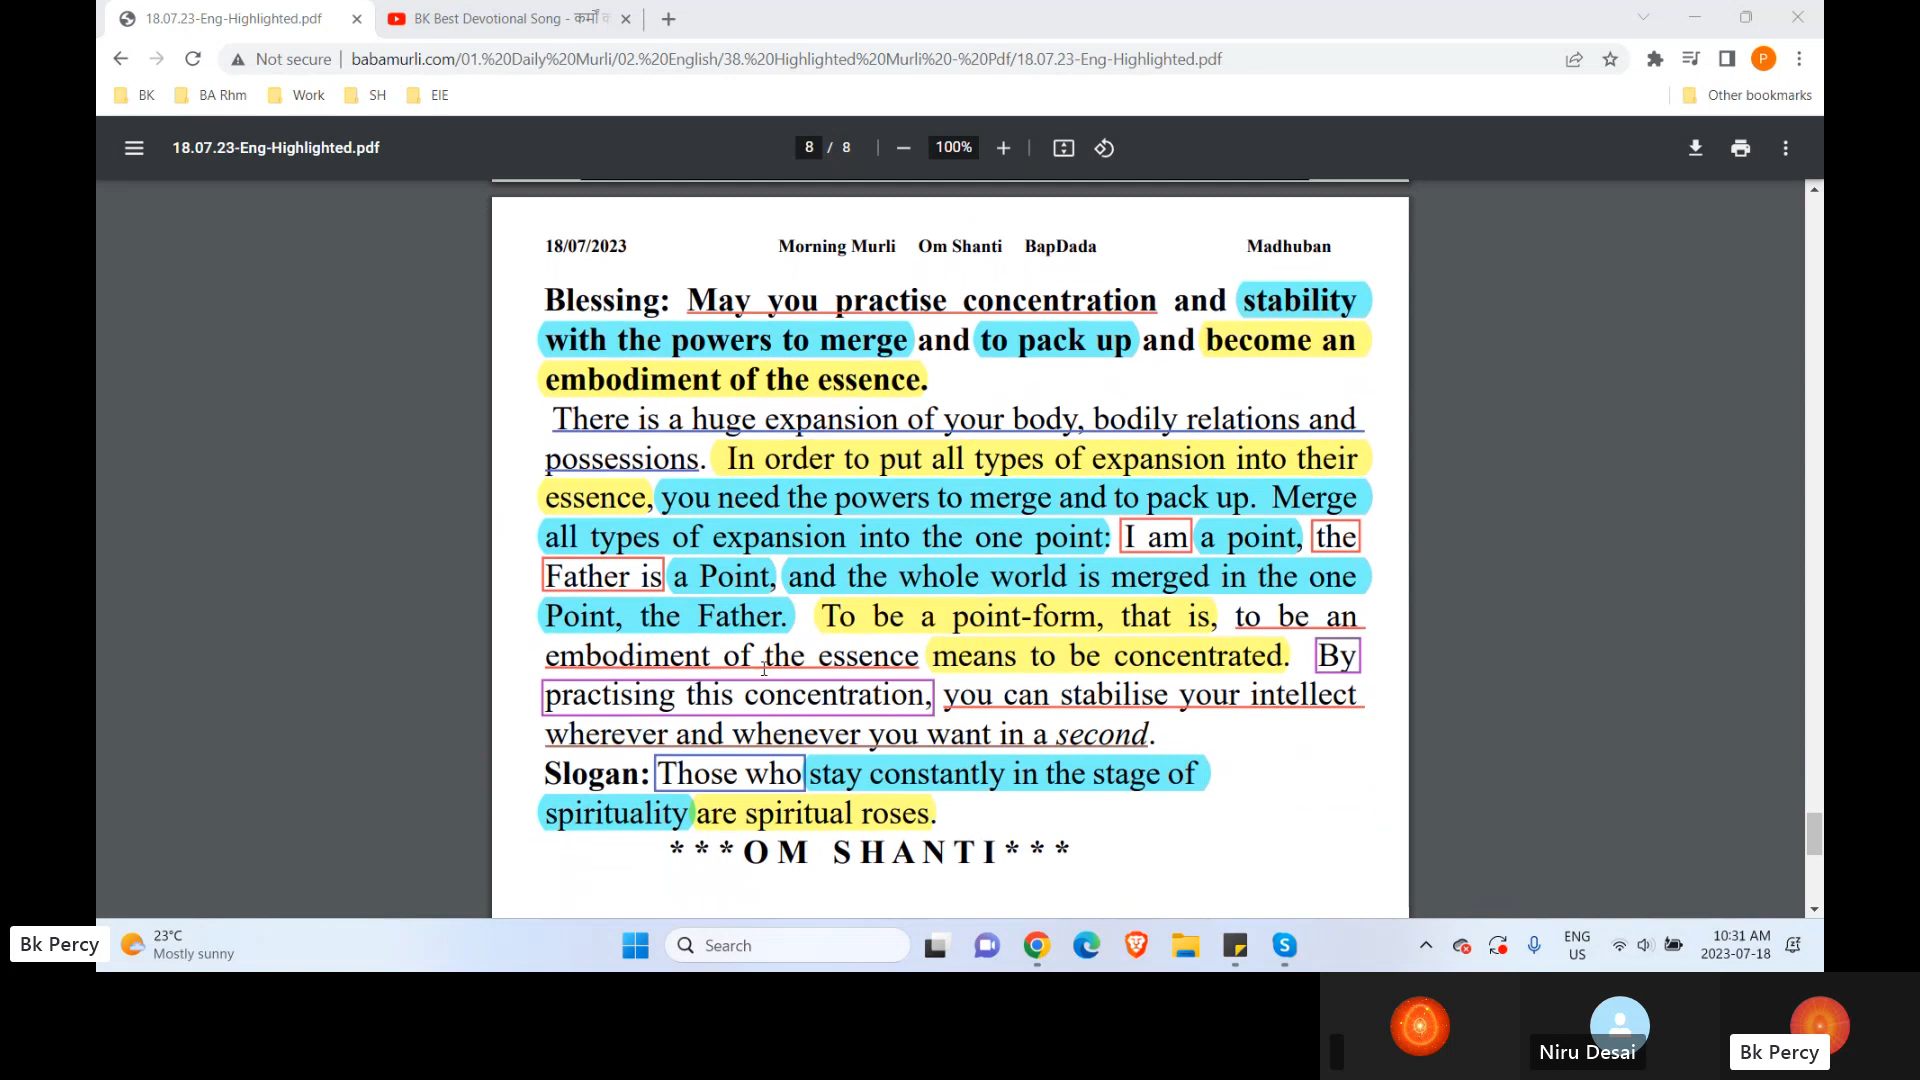 18.07.23-Eng-Highlighted.pdf
BK Best Devotional Song - कर्मों
Not secure babamurli.com/01.%20Daily%20Murli/02.%20English/38.%20Highlighted%20Murli%20-%20Pdf/18.07.23-Eng-Highlighted.pdf
P
BK BA Rhm Work SH EIE Other bookmarks
18.07.23-Eng-Highlighted.pdf 8 / 8 100%
18/07/2023 Morning Murli Om Shanti BapDada Madhuban
Blessing: May you practise concentration and stability
with the powers to merge and to pack up and become an
embodiment of the essence.
There is a huge expansion of your body, bodily relations and
possessions. In order to put all types of expansion into their
essence, you need the powers to merge and to pack up. Merge
all types of expansion into the one point: I am a point, the
Father is a Point, and the whole world is merged in the one
Point, the Father. To be a point-form, that is, to be an
embodiment of the essence means to be concentrated. By
practising this concentration, you can stabilise your intellect
wherever and whenever you want in a second.
Slogan: Those who stay constantly in the stage of
spirituality are spiritual roses.
***OM SHANTI***
Bk Percy
23°C
Mostly sunny
Search
ENG
US
10:31 AM
2023-07-18
Niru Desai
Bk Percy